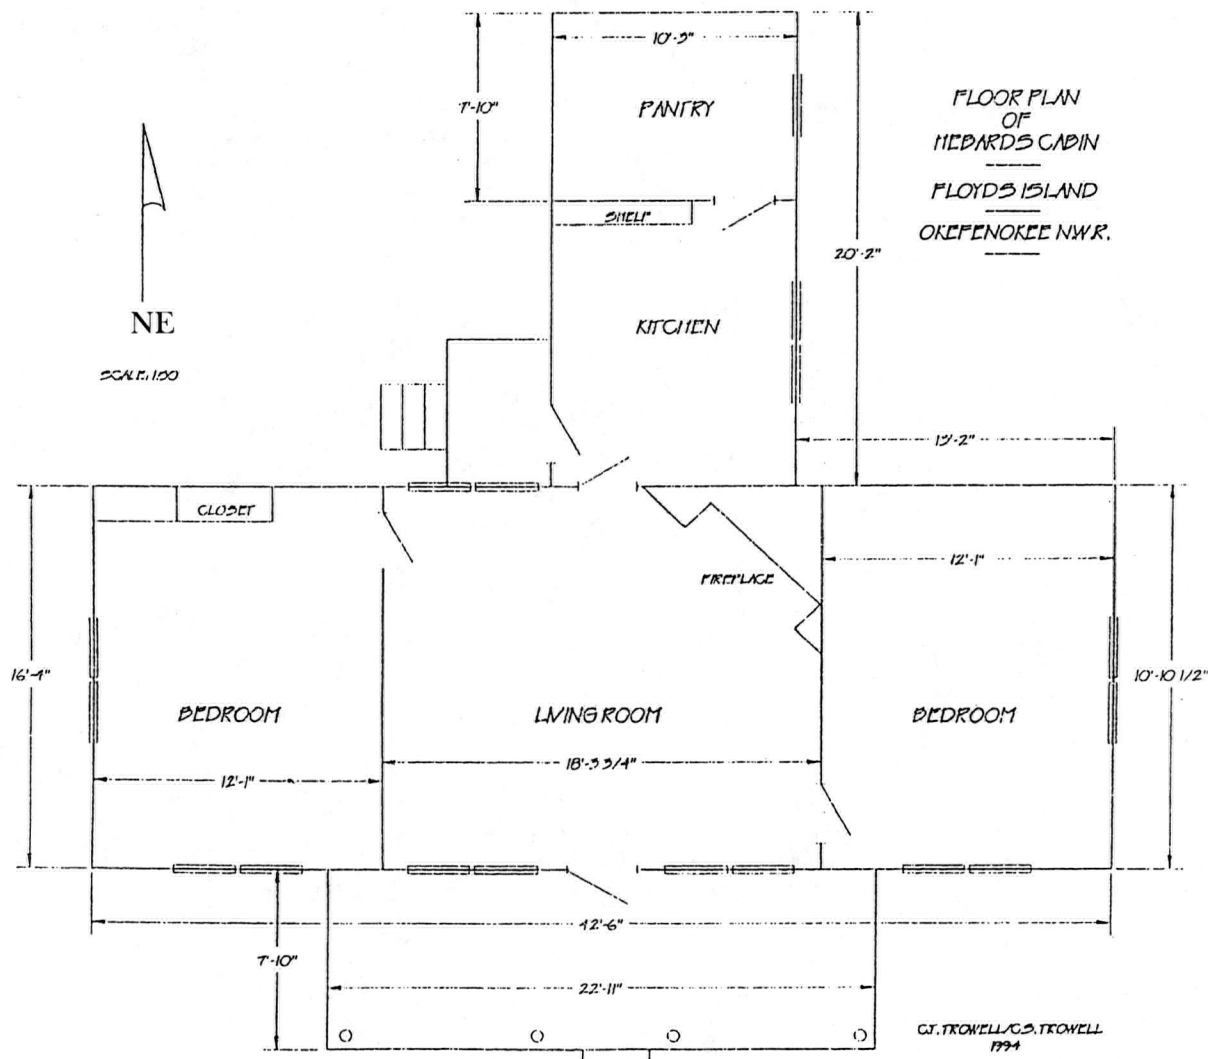 10'-3"
7'-10"
PANTRY
FLOOR PLAN
OF
HEBARDS CABIN
FLOYDS ISLAND
OKEFENOKEE N.W.R.
SHELF
20'-2"
KITCHEN
NE
SCALE: 1:50
13'-2"
CLOSET
12'-1"
FIREPLACE
16'-4"
10'-10 1/2"
BEDROOM
LIVING ROOM
BEDROOM
18'-3 3/4"
12'-1"
42'-6"
7'-10"
22'-11"
C.T. TROWELL/C.S. TROWELL
1994